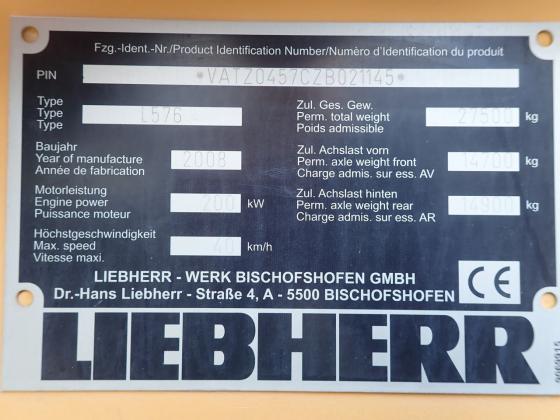 Fzg.-Ident.-Nr./Product Identification Number/Numèro d'Identification du produit
PIN *VATZ0457CZB021145*
Type
Type L576
Type
Zul. Ges. Gew.
Perm. total weight 27500 kg
Poids admissible
Baujahr
Year of manufacture 2008
Année de fabrication
Zul. Achslast vorn
Perm. axle weight front 14700 kg
Charge admis. sur ess. AV
Motorleistung
Engine power 200 kW
Puissance moteur
Zul. Achslast hinten
Perm. axle weight rear 14900 kg
Charge admis. sur ess. AR
Höchstgeschwindigkeit
Max. speed 40 km/h
Vitesse maxi.
LIEBHERR - WERK BISCHOFSHOFEN GMBH
Dr.-Hans Liebherr - Straße 4, A - 5500 BISCHOFSHOFEN
CE
LIEBHERR